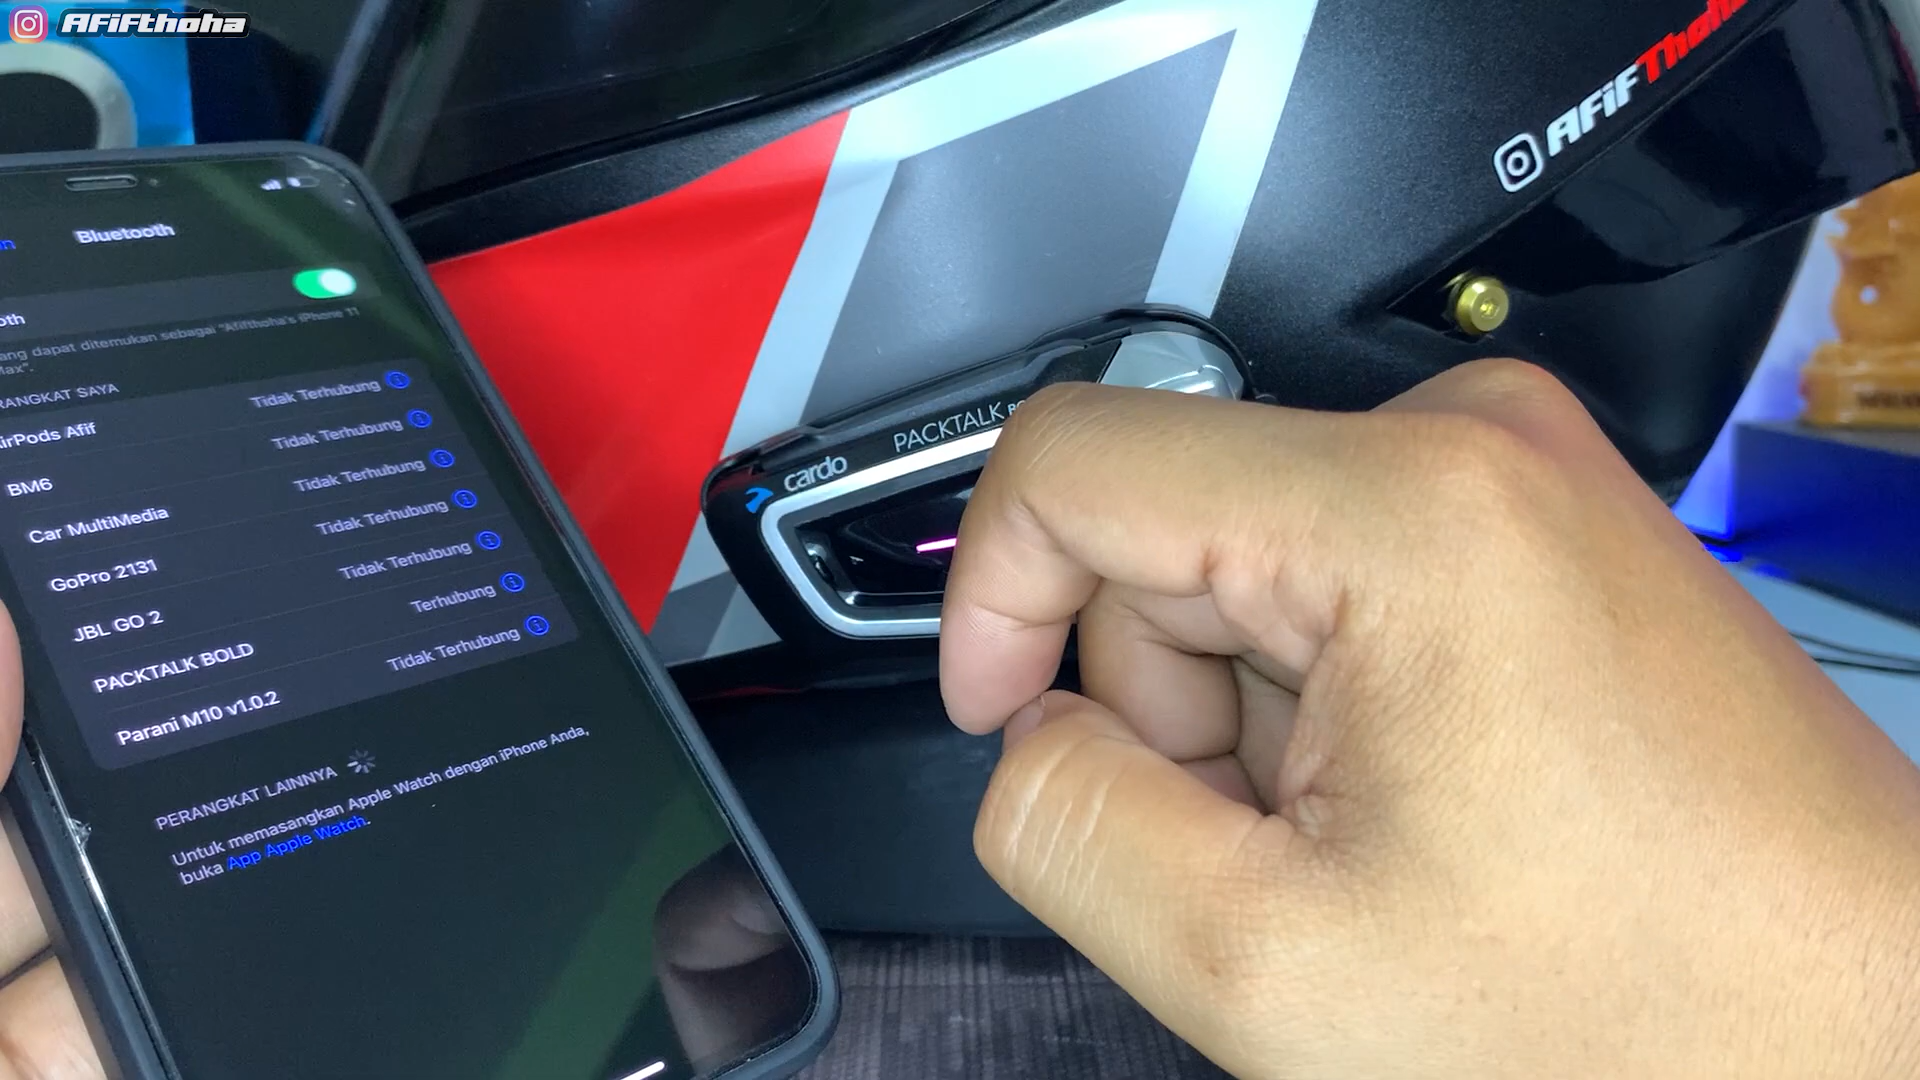 AFifthoha
AFiFThoha
Bluetooth
ang dapat ditemukan sebagai "Afifthoha's iPhone 11
Max".
RANGKAT SAYA
AirPods Afif Tidak Terhubung
BM6 Tidak Terhubung
Car MultiMedia Tidak Terhubung
GoPro 2131 Tidak Terhubung
JBL GO 2 Tidak Terhubung
PACKTALK BOLD Terhubung
Parani M10 v1.0.2 Tidak Terhubung
PERANGKAT LAINNYA
Untuk memasangkan Apple Watch dengan iPhone Anda,
buka App Apple Watch.
cardo
PACKTALK